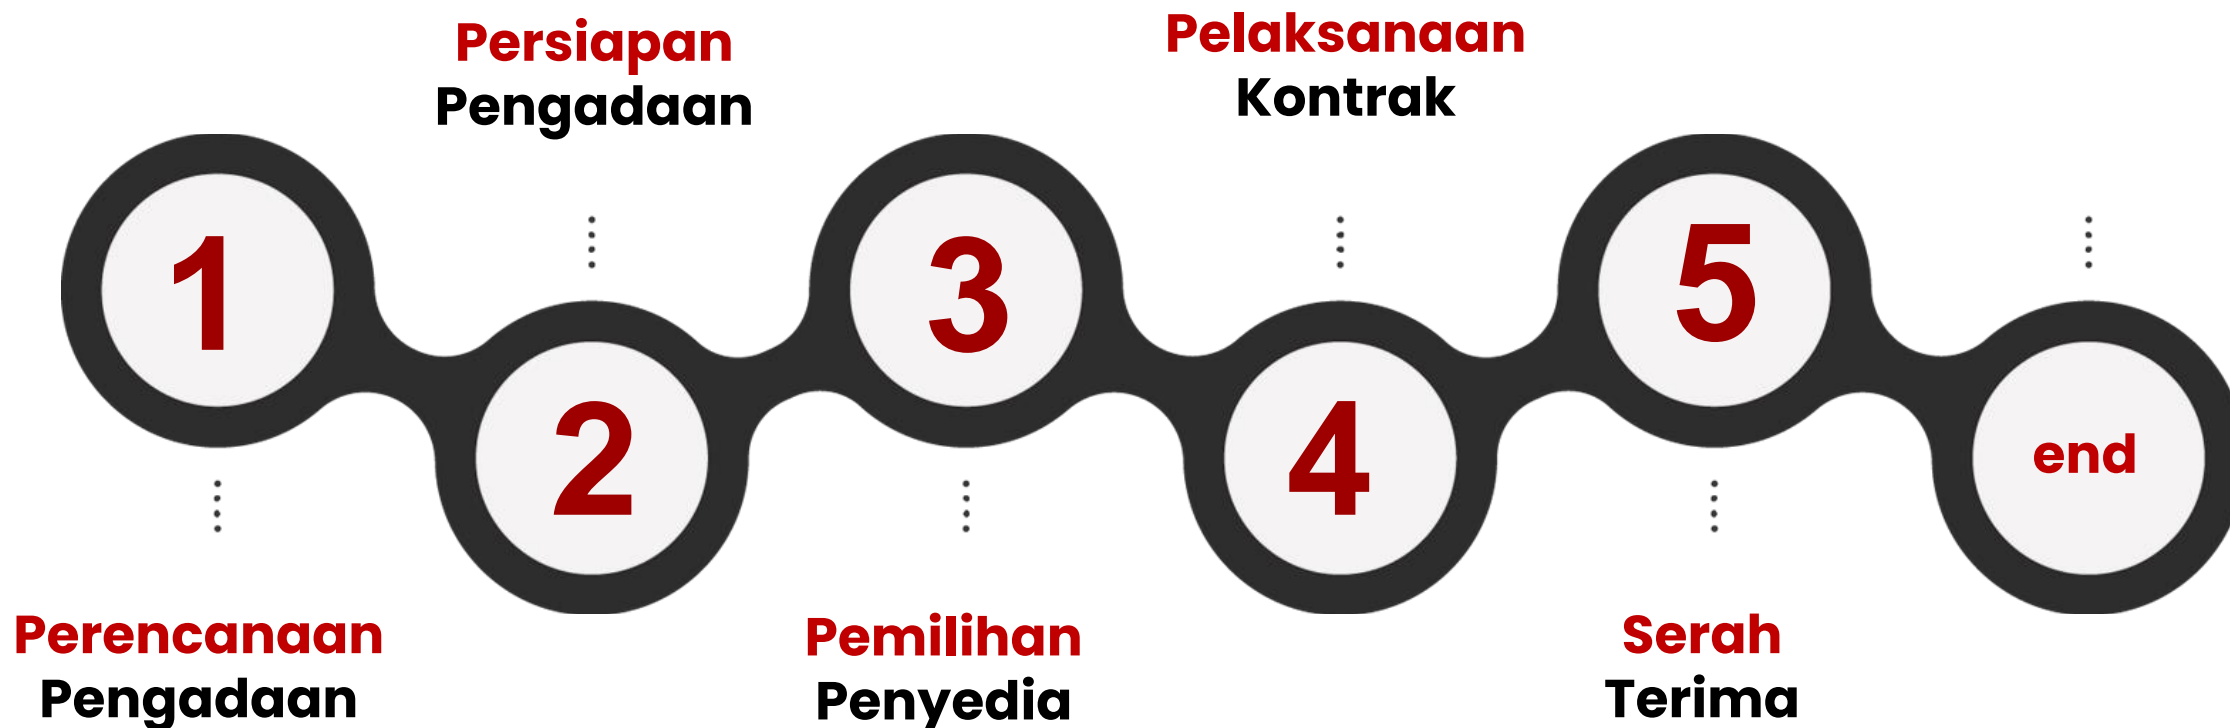 1
Perencanaan
Pengadaan
Persiapan
Pengadaan
2
3
Pemilihan
Penyedia
Pelaksanaan
Kontrak
4
5
Serah
Terima
end